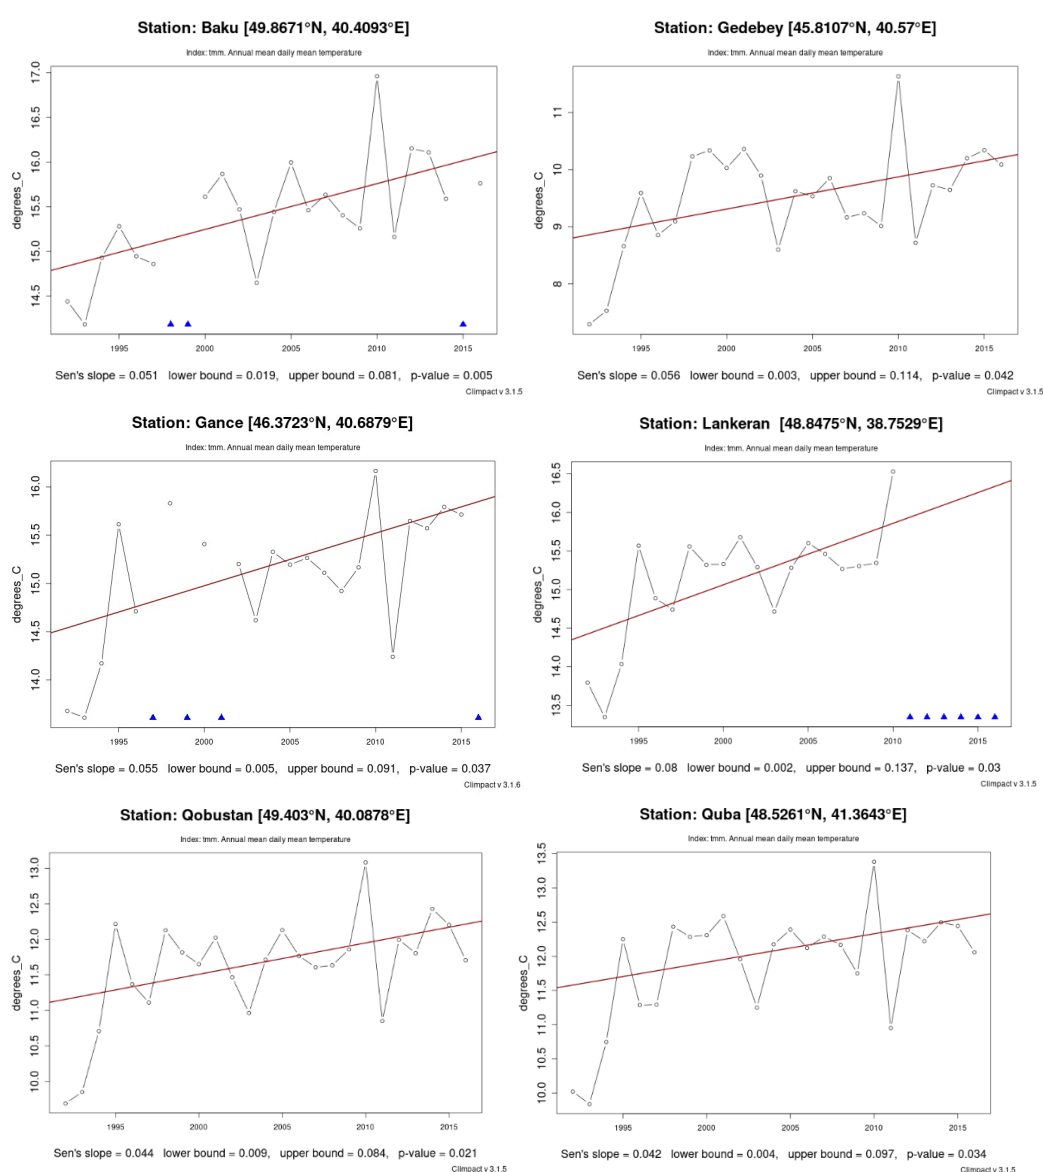 Station: Baku [49.8671°N, 40.4093°E]
Index: tmm. Annual mean daily mean temperature
degrees_C
17.0
16.5
16.0
15.5
15.0
14.5
1995 2000 2005 2010 2015
Sen's slope = 0.051 lower bound = 0.019, upper bound = 0.081, p-value = 0.005
Climpact v 3.1.5
Station: Gedebey [45.8107°N, 40.57°E]
Index: tmm. Annual mean daily mean temperature
degrees_C
11
10
9
8
1995 2000 2005 2010 2015
Sen's slope = 0.056 lower bound = 0.003, upper bound = 0.114, p-value = 0.042
Climpact v 3.1.5
Station: Gance [46.3723°N, 40.6879°E]
Index: tmm. Annual mean daily mean temperature
degrees_C
16.0
15.5
15.0
14.5
14.0
1995 2000 2005 2010 2015
Sen's slope = 0.055 lower bound = 0.005, upper bound = 0.091, p-value = 0.037
Climpact v 3.1.6
Station: Lankeran [48.8475°N, 38.7529°E]
Index: tmm. Annual mean daily mean temperature
degrees_C
16.5
16.0
15.5
15.0
14.5
14.0
13.5
1995 2000 2005 2010 2015
Sen's slope = 0.08 lower bound = 0.002, upper bound = 0.137, p-value = 0.03
Climpact v 3.1.5
Station: Qobustan [49.403°N, 40.0878°E]
Index: tmm. Annual mean daily mean temperature
degrees_C
13.0
12.5
12.0
11.5
11.0
10.5
10.0
1995 2000 2005 2010 2015
Sen's slope = 0.044 lower bound = 0.009, upper bound = 0.084, p-value = 0.021
Climpact v 3.1.5
Station: Quba [48.5261°N, 41.3643°E]
Index: tmm. Annual mean daily mean temperature
degrees_C
13.5
13.0
12.5
12.0
11.5
11.0
10.5
10.0
1995 2000 2005 2010 2015
Sen's slope = 0.042 lower bound = 0.004, upper bound = 0.097, p-value = 0.034
Climpact v 3.1.5